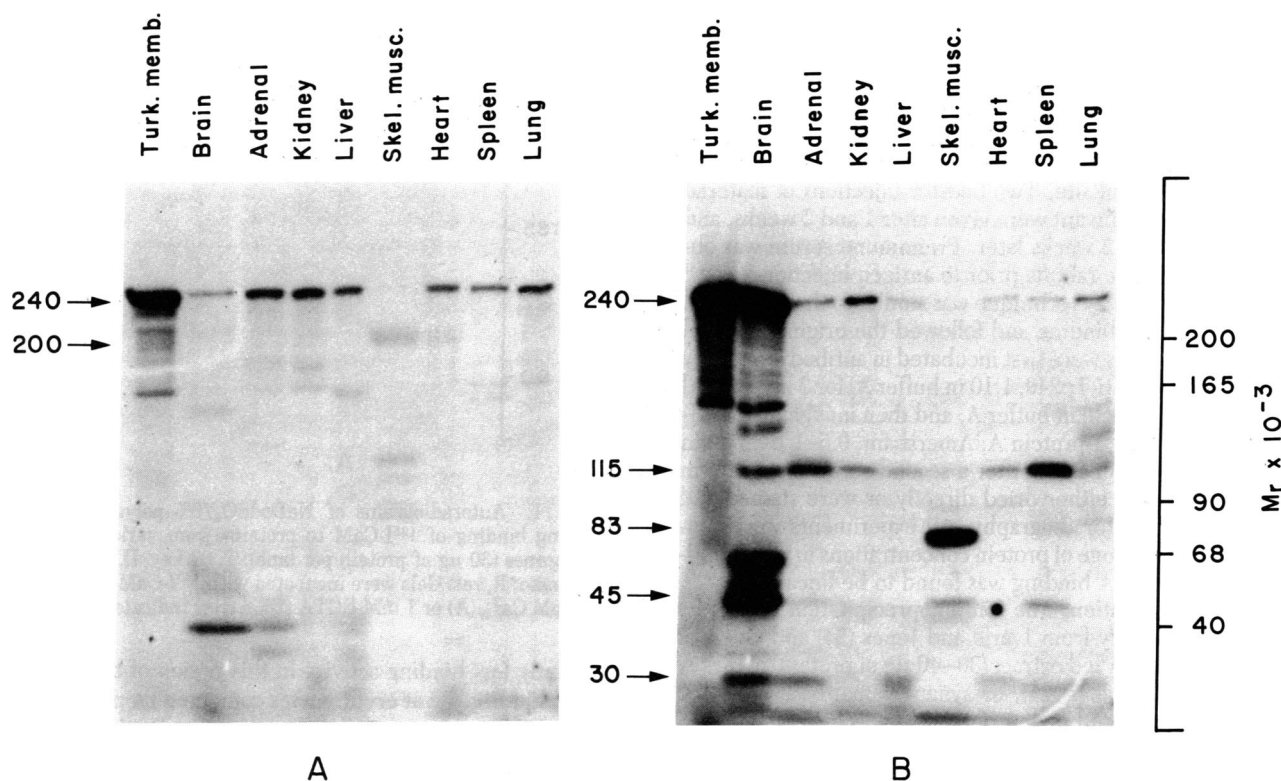 Turk. memb.
Brain
Adrenal
Kidney
Liver
Skel. musc.
Heart
Spleen
Lung
240
200
A
Turk. memb.
Brain
Adrenal
Kidney
Liver
Skel. musc.
Heart
Spleen
Lung
240
115
83
45
30
B
200
165
90
68
40
Mr x 10⁻³